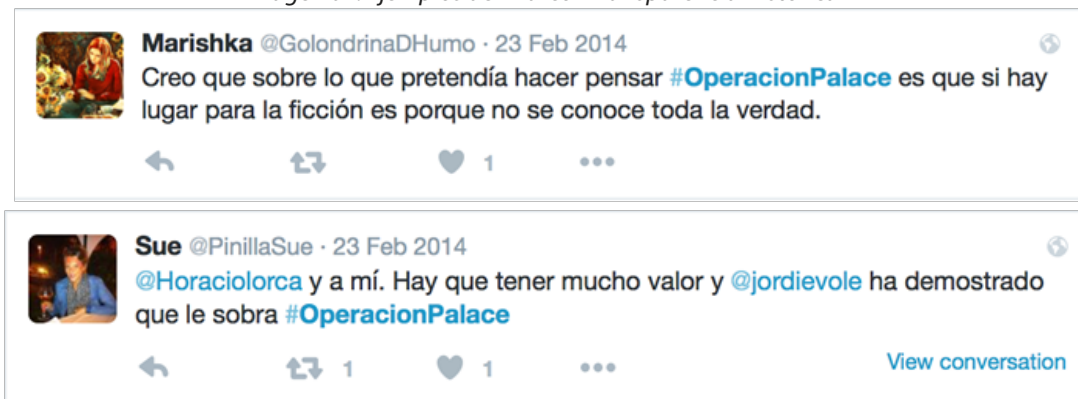 Marishka @GolondrinaDHumo · 23 Feb 2014
Creo que sobre lo que pretendía hacer pensar #OperacionPalace es que si hay
lugar para la ficción es porque no se conoce toda la verdad.
1
Sue @PinillaSue · 23 Feb 2014
@Horaciolorca y a mí. Hay que tener mucho valor y @jordievole ha demostrado
que le sobra #OperacionPalace
1 1 View conversation